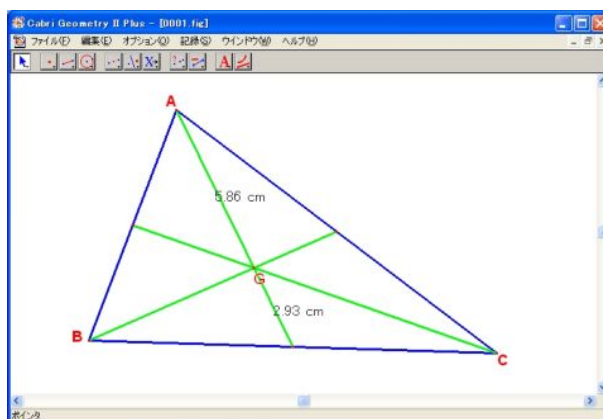 Cabri Geometry II Plus - [0001.fig]
ファイル(F) 編集(E) オプション(O) 記録(S) ウインドウ(W) ヘルプ(H)
A
5.86 cm
G
2.93 cm
B
C
ポインタ